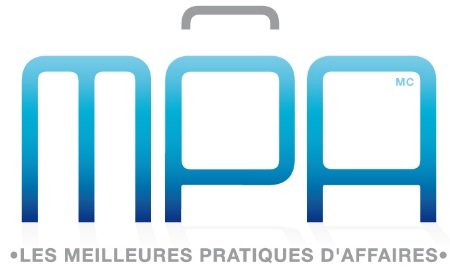 MPA
MC
•LES MEILLEURES PRATIQUES D'AFFAIRES•